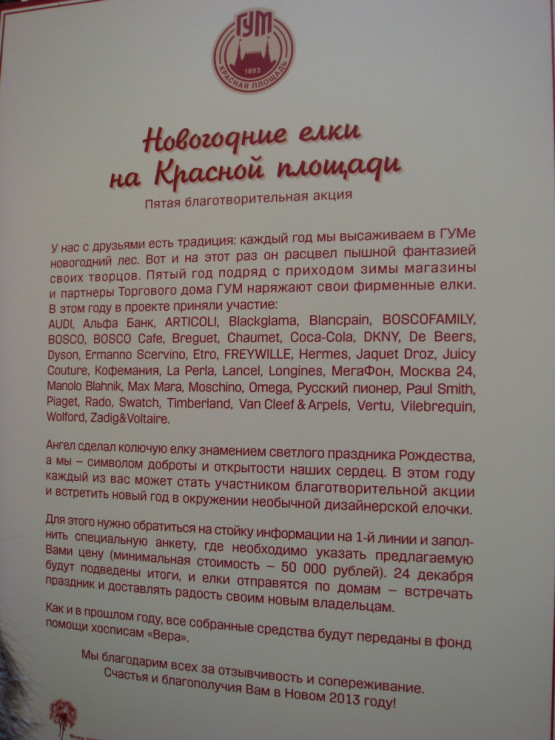 ГУМ
1893
КРАСНАЯ ПЛОЩАДЬ
Новогодние елки
на Красной площади
Пятая благотворительная акция
У нас с друзьями есть традиция: каждый год мы высаживаем в ГУМе
новогодний лес. Вот и на этот раз он расцвел пышной фантазией
своих творцов. Пятый год подряд с приходом зимы магазины
и партнеры Торгового дома ГУМ наряжают свои фирменные елки.
В этом году в проекте приняли участие:
AUDI, Альфа Банк, ARTICOLI, Blackglama, Blancpain, BOSCOFAMILY,
BOSCO, BOSCO Cafe, Breguet, Chaumet, Coca-Cola, DKNY, De Beers,
Dyson, Ermanno Scervino, Etro, FREYWILLE, Hermes, Jaquet Droz, Juicy
Couture, Кофемания, La Perla, Lancel, Longines, МегаФон, Москва 24,
Manolo Blahnik, Max Mara, Moschino, Omega, Русский пионер, Paul Smith,
Piaget, Rado, Swatch, Timberland, Van Cleef & Arpels, Vertu, Vilebrequin,
Wolford, Zadig&Voltaire.
Ангел сделал колючую елку знамением светлого праздника Рождества,
а мы – символом доброты и открытости наших сердец. В этом году
каждый из вас может стать участником благотворительной акции
и встретить новый год в окружении необычной дизайнерской елочки.
Для этого нужно обратиться на стойку информации на 1-й линии и запол-
нить специальную анкету, где необходимо указать предлагаемую
Вами цену (минимальная стоимость – 50 000 рублей). 24 декабря
будут подведены итоги, и елки отправятся по домам – встречать
праздник и доставлять радость своим новым владельцам.
Как и в прошлом году, все собранные средства будут переданы в фонд
помощи хосписам «Вера».
Мы благодарим всех за отзывчивость и сопереживание.
Счастья и благополучия Вам в Новом 2013 году!